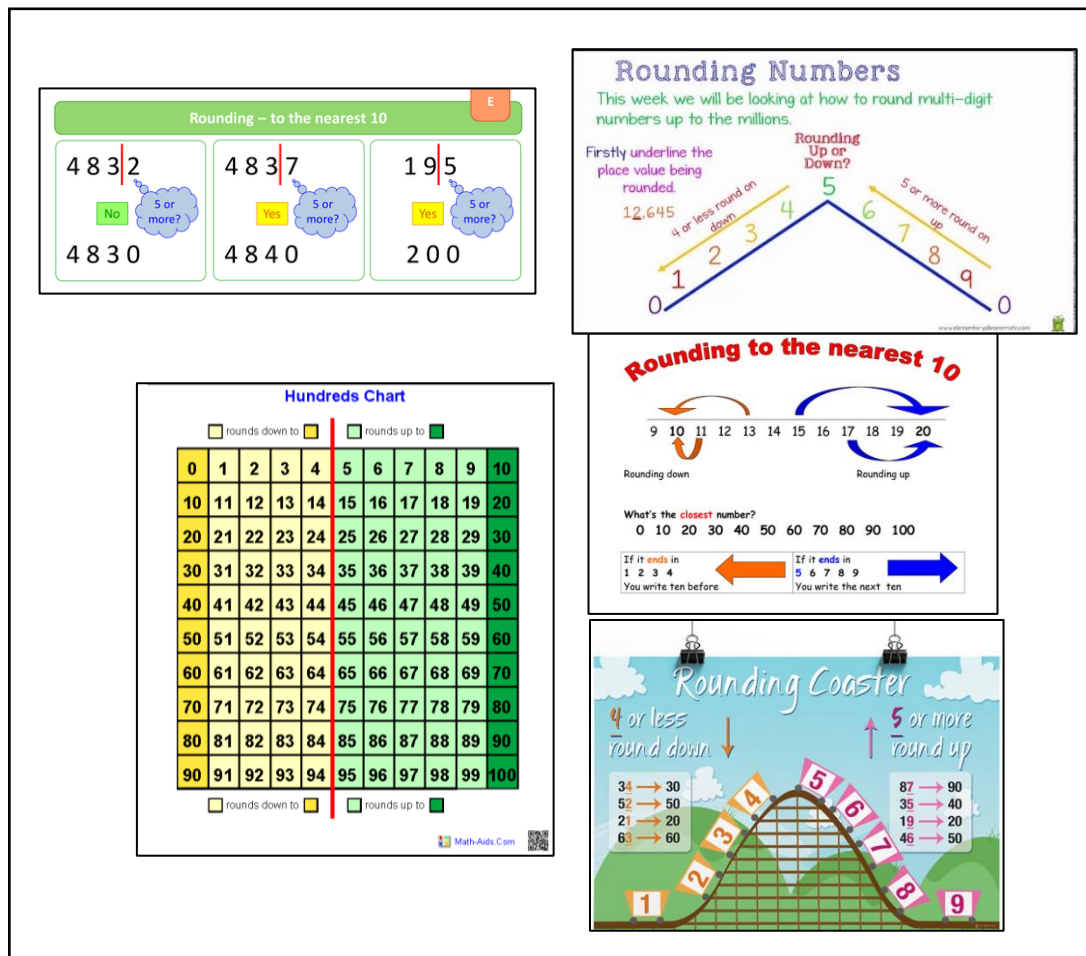 E
Rounding – to the nearest 10
4 8 3 2
5 or more?
No
4 8 3 0
4 8 3 7
5 or more?
Yes
4 8 4 0
1 9 5
5 or more?
Yes
2 0 0
Rounding Numbers
This week we will be looking at how to round multi-digit
numbers up to the millions.
Firstly underline the
place value being
rounded.
12,645
Rounding
Up or
Down?
4 or less round on
down
5 or more round on
up
0 1 2 3 4 5 6 7 8 9 0
Hundreds Chart
rounds down to
rounds up to
0 1 2 3 4 5 6 7 8 9 10
10 11 12 13 14 15 16 17 18 19 20
20 21 22 23 24 25 26 27 28 29 30
30 31 32 33 34 35 36 37 38 39 40
40 41 42 43 44 45 46 47 48 49 50
50 51 52 53 54 55 56 57 58 59 60
60 61 62 63 64 65 66 67 68 69 70
70 71 72 73 74 75 76 77 78 79 80
80 81 82 83 84 85 86 87 88 89 90
90 91 92 93 94 95 96 97 98 99 100
rounds down to
rounds up to
Math-Aids.Com
Rounding to the nearest 10
9 10 11 12 13 14 15 16 17 18 19 20
Rounding down
Rounding up
What's the closest number?
0 10 20 30 40 50 60 70 80 90 100
If it ends in
1 2 3 4
You write ten before
If it ends in
5 6 7 8 9
You write the next ten
Rounding Coaster
4 or less
round down
34 → 30
52 → 50
21 → 20
63 → 60
5 or more
round up
87 → 90
35 → 40
19 → 20
46 → 50
1 2 3 4 5 6 7 8 9